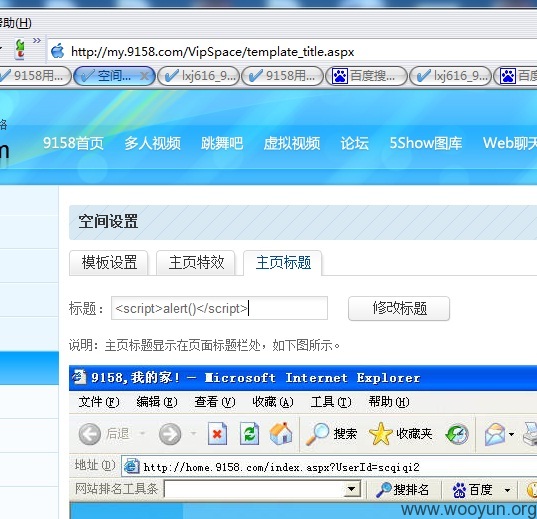 帮助(H)
http://my.9158.com/VipSpace/template_title.aspx
9158用... 空间... lxj616_9... 9158用... 百度搜... lxj616_9... 百度
格
m
9158首页 多人视频 跳舞吧 虚拟视频 论坛 5Show图库 Web聊天
空间设置
模板设置 主页特效 主页标题
标题: <script>alert()</script> 修改标题
说明: 主页标题显示在页面标题栏处，如下图所示。
9158,我的家! - Microsoft Internet Explorer
文件(F) 编辑(E) 查看(V) 收藏(A) 工具(T) 帮助(H)
后退 搜索 收藏夹
地址(D) http://home.9158.com/index.aspx?UserId=scqiqi2
网站排名工具条 搜排名 百度
www.wooyun.org